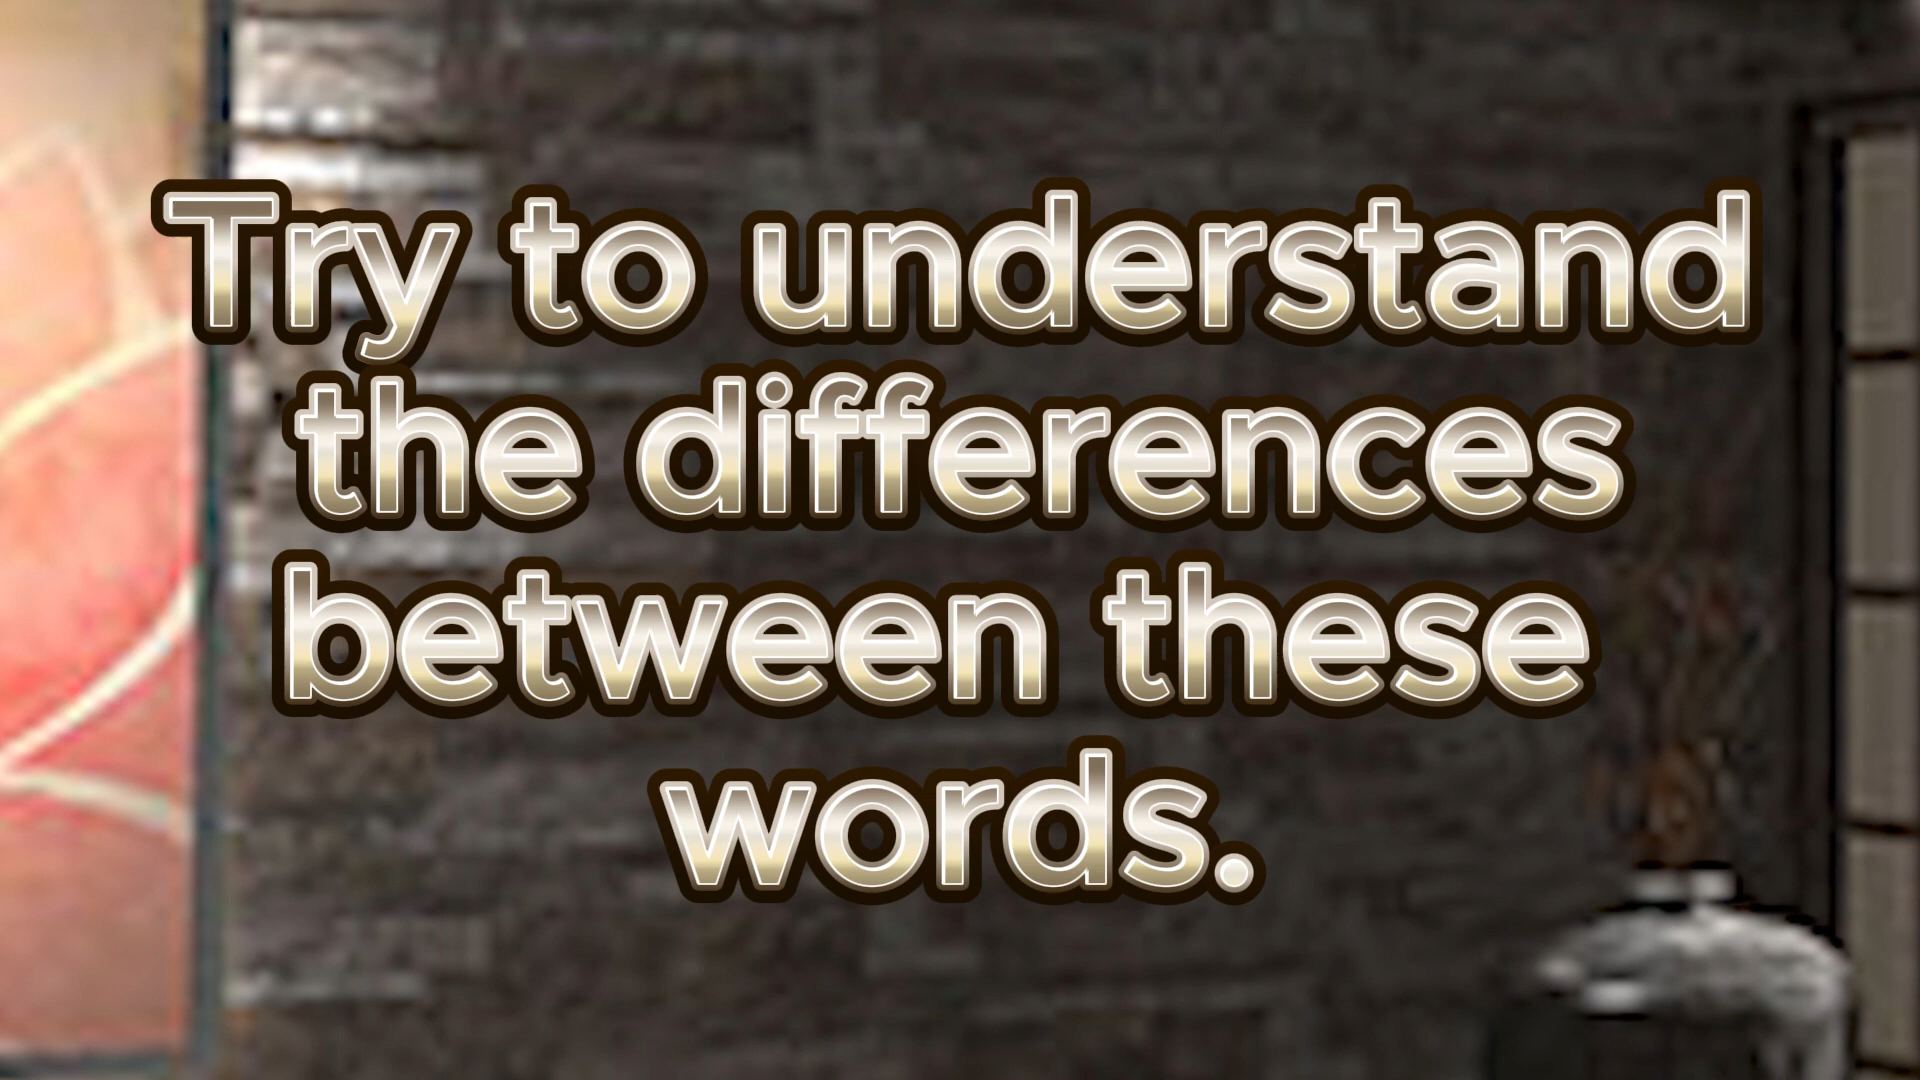 Try to understand
the differences
between these
words.